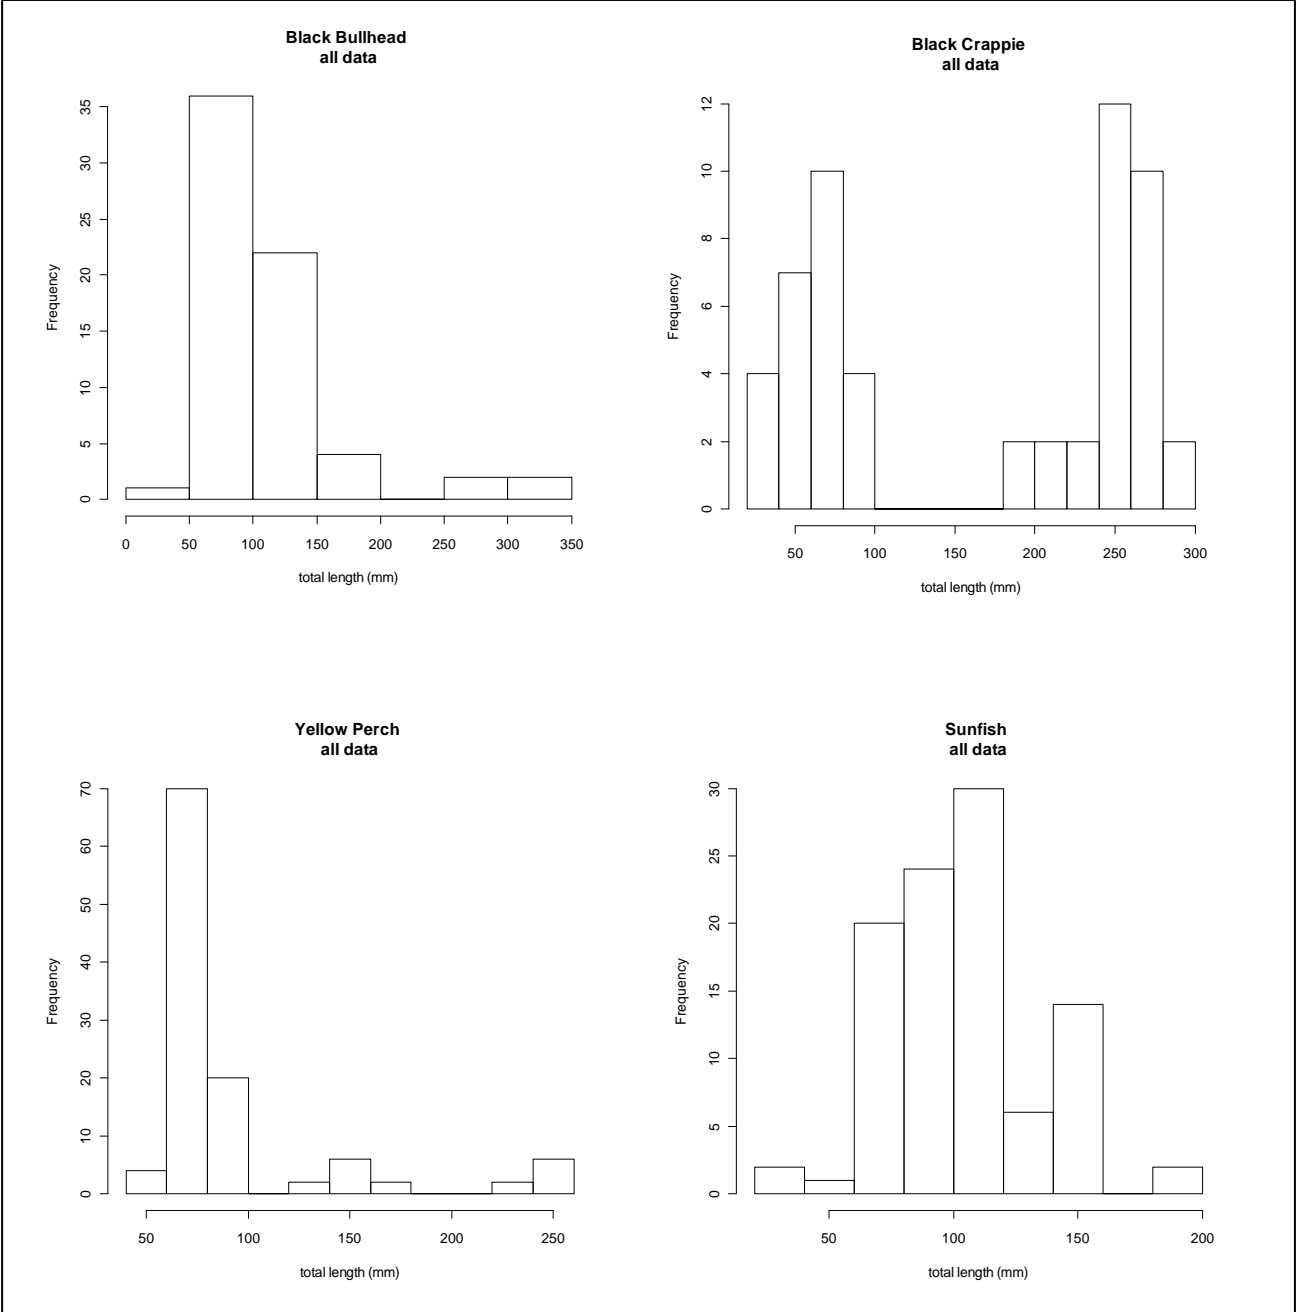 Black Bullhead
all data
35
30
25
20
15
10
5
0
Frequency
0 50 100 150 200 250 300 350
total length (mm)
Black Crappie
all data
12
10
8
6
4
2
0
Frequency
50 100 150 200 250 300
total length (mm)
Yellow Perch
all data
70
60
50
40
30
20
10
0
Frequency
50 100 150 200 250
total length (mm)
Sunfish
all data
30
25
20
15
10
5
0
Frequency
50 100 150 200
total length (mm)